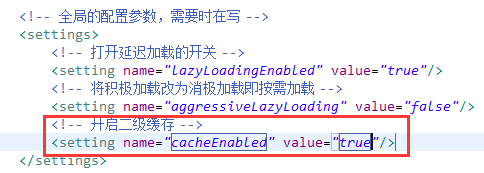 <!-- 全局的配置参数，需要时在写 -->
<settings>
<!-- 打开延迟加载的开关 -->
<setting name="lazyLoadingEnabled" value="true"/>
<!-- 将积极加载改为消极加载即按需加载 -->
<setting name="aggressiveLazyLoading" value="false"/>
<!-- 开启二级缓存 -->
<setting name="cacheEnabled" value="true"/>
</settings>